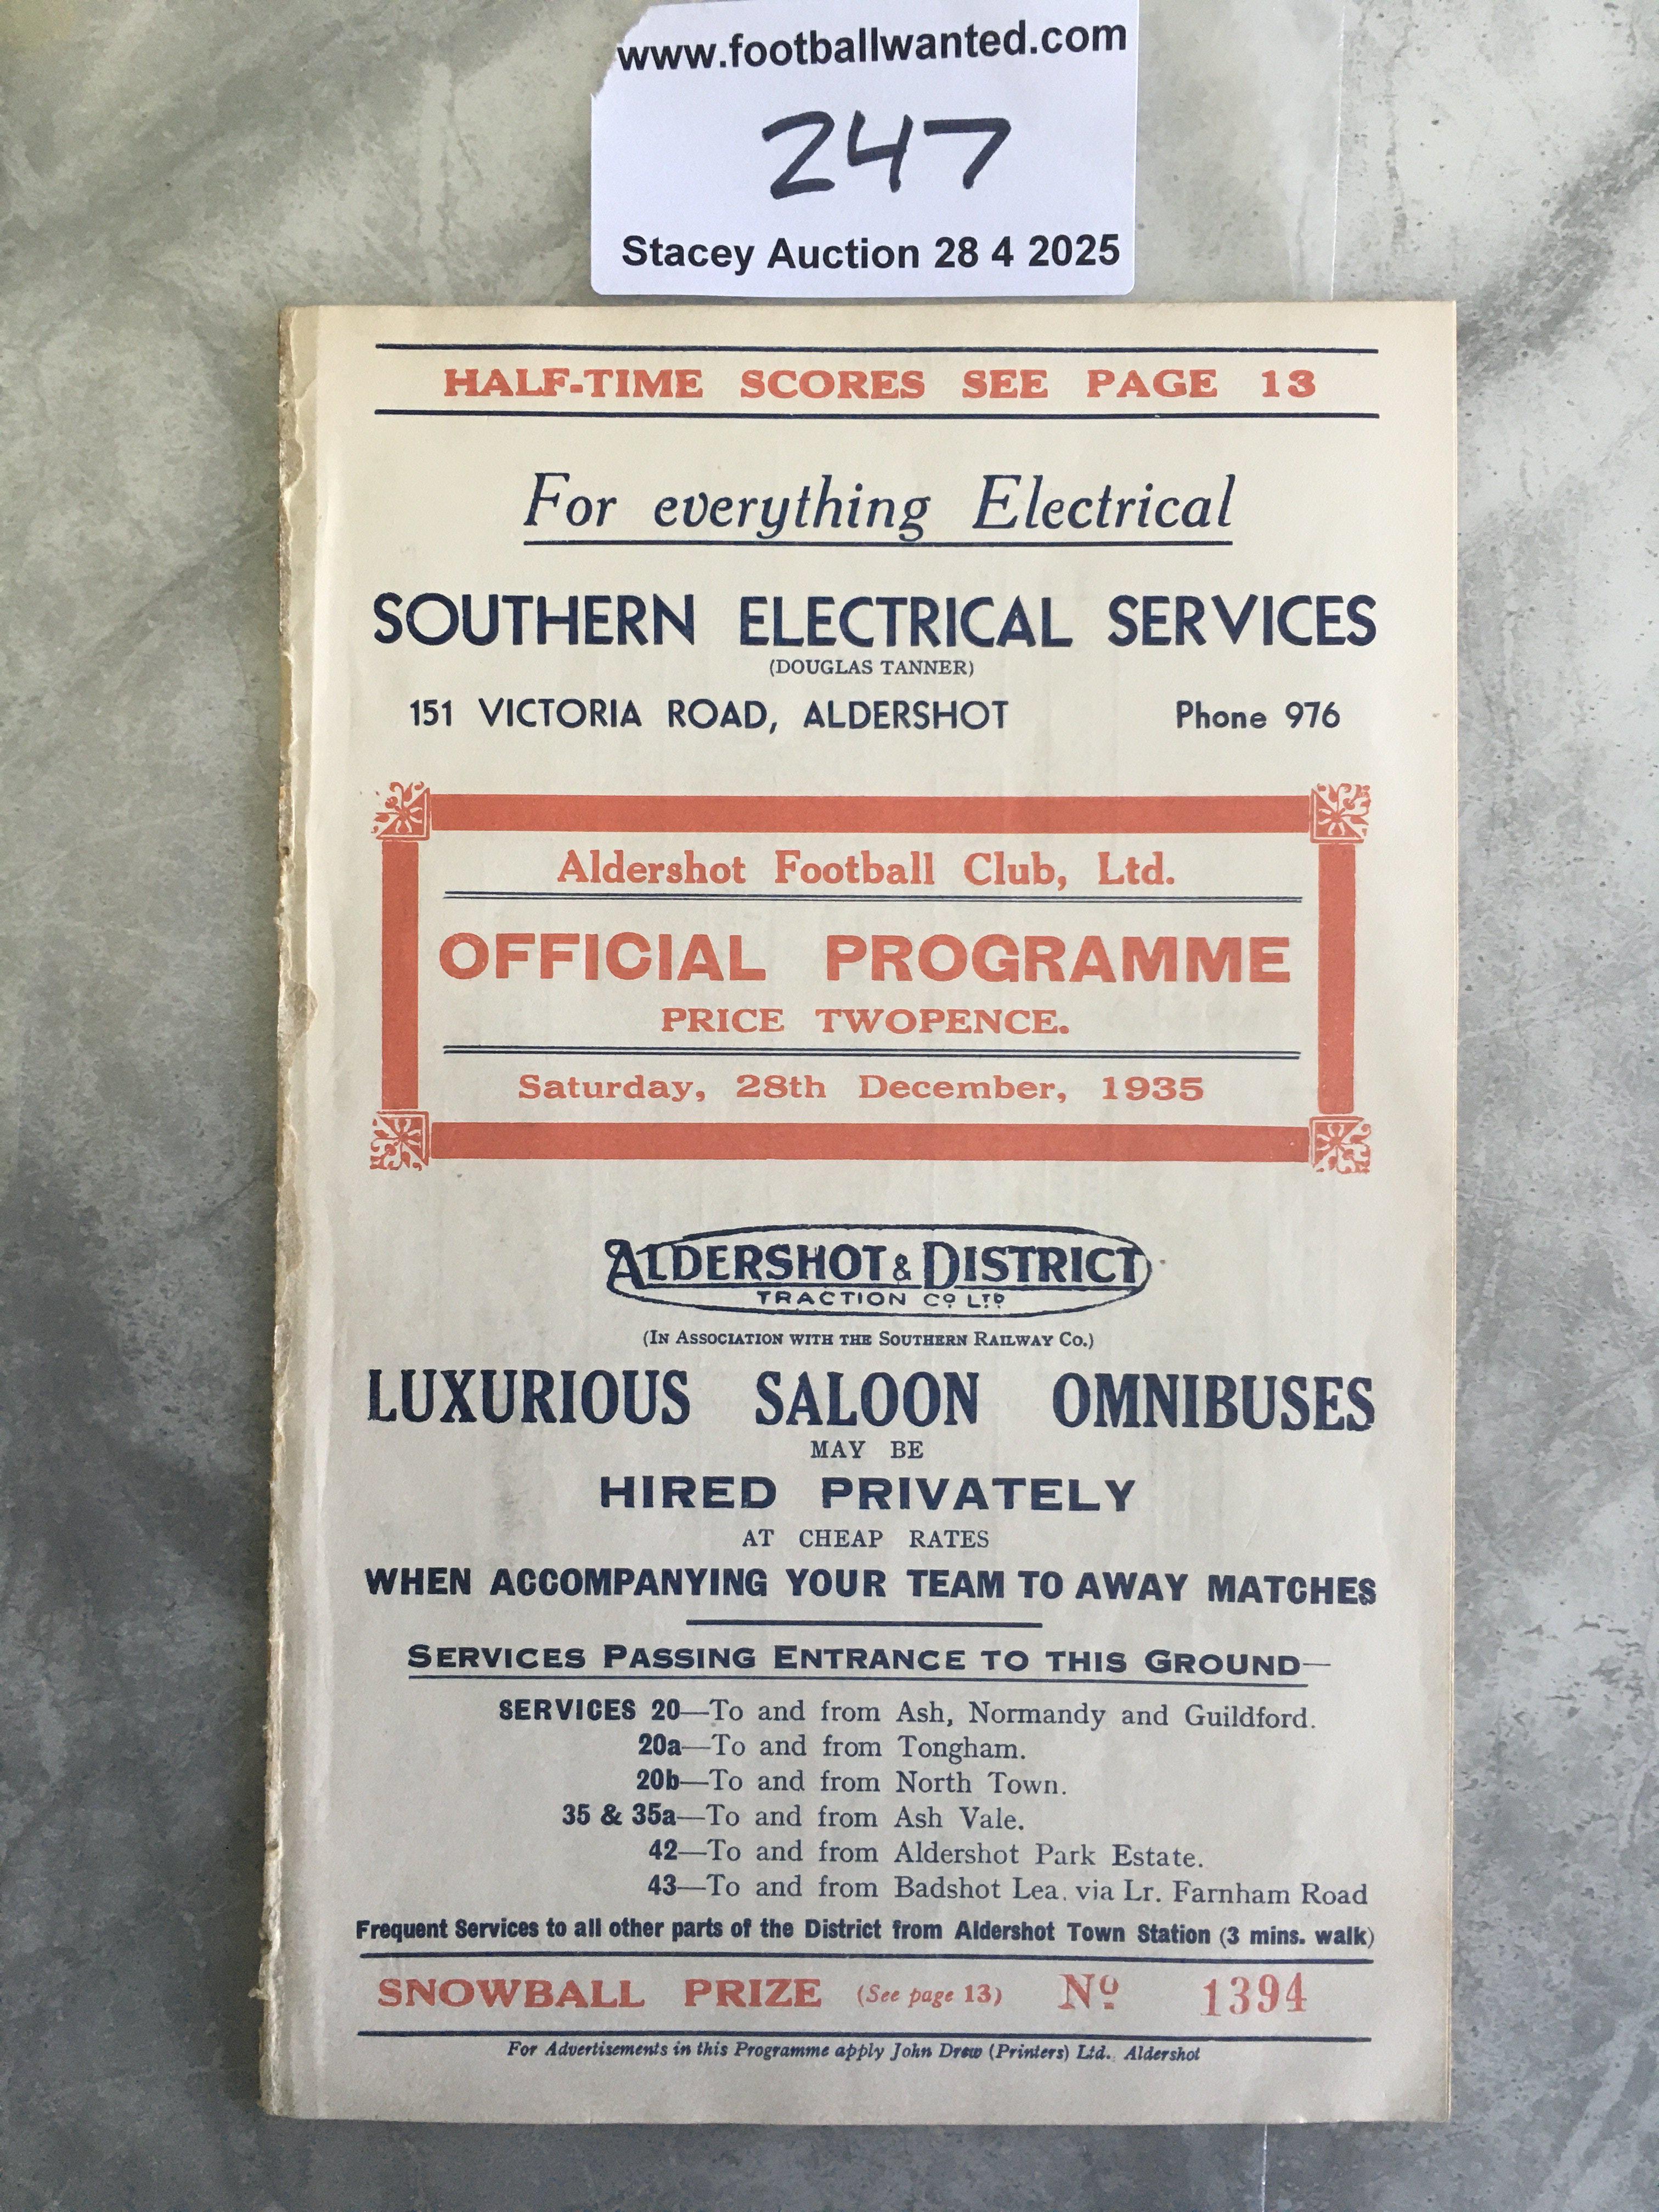 www.footballwanted.com
247
Stacey Auction 28 4 2025
HALF-TIME SCORES SEE PAGE 13
For everything Electrical
SOUTHERN ELECTRICAL SERVICES
(DOUGLAS TANNER)
151 VICTORIA ROAD, ALDERSHOT Phone 976
Aldershot Football Club, Ltd.
OFFICIAL PROGRAMME
PRICE TWOPENCE.
Saturday, 28th December, 1935
ALDERSHOT & DISTRICT
TRACTION CO LTD
(IN ASSOCIATION WITH THE SOUTHERN RAILWAY CO.)
LUXURIOUS SALOON OMNIBUSES
MAY BE
HIRED PRIVATELY
AT CHEAP RATES
WHEN ACCOMPANYING YOUR TEAM TO AWAY MATCHES
SERVICES PASSING ENTRANCE TO THIS GROUND—
SERVICES 20—To and from Ash, Normandy and Guildford.
20a—To and from Tongham.
20b—To and from North Town.
35 & 35a—To and from Ash Vale.
42—To and from Aldershot Park Estate.
43—To and from Badshot Lea. via Lr. Farnham Road
Frequent Services to all other parts of the District from Aldershot Town Station (3 mins. walk)
SNOWBALL PRIZE (See page 13) Nº 1394
For Advertisements in this Programme apply John Drew (Printers) Ltd., Aldershot